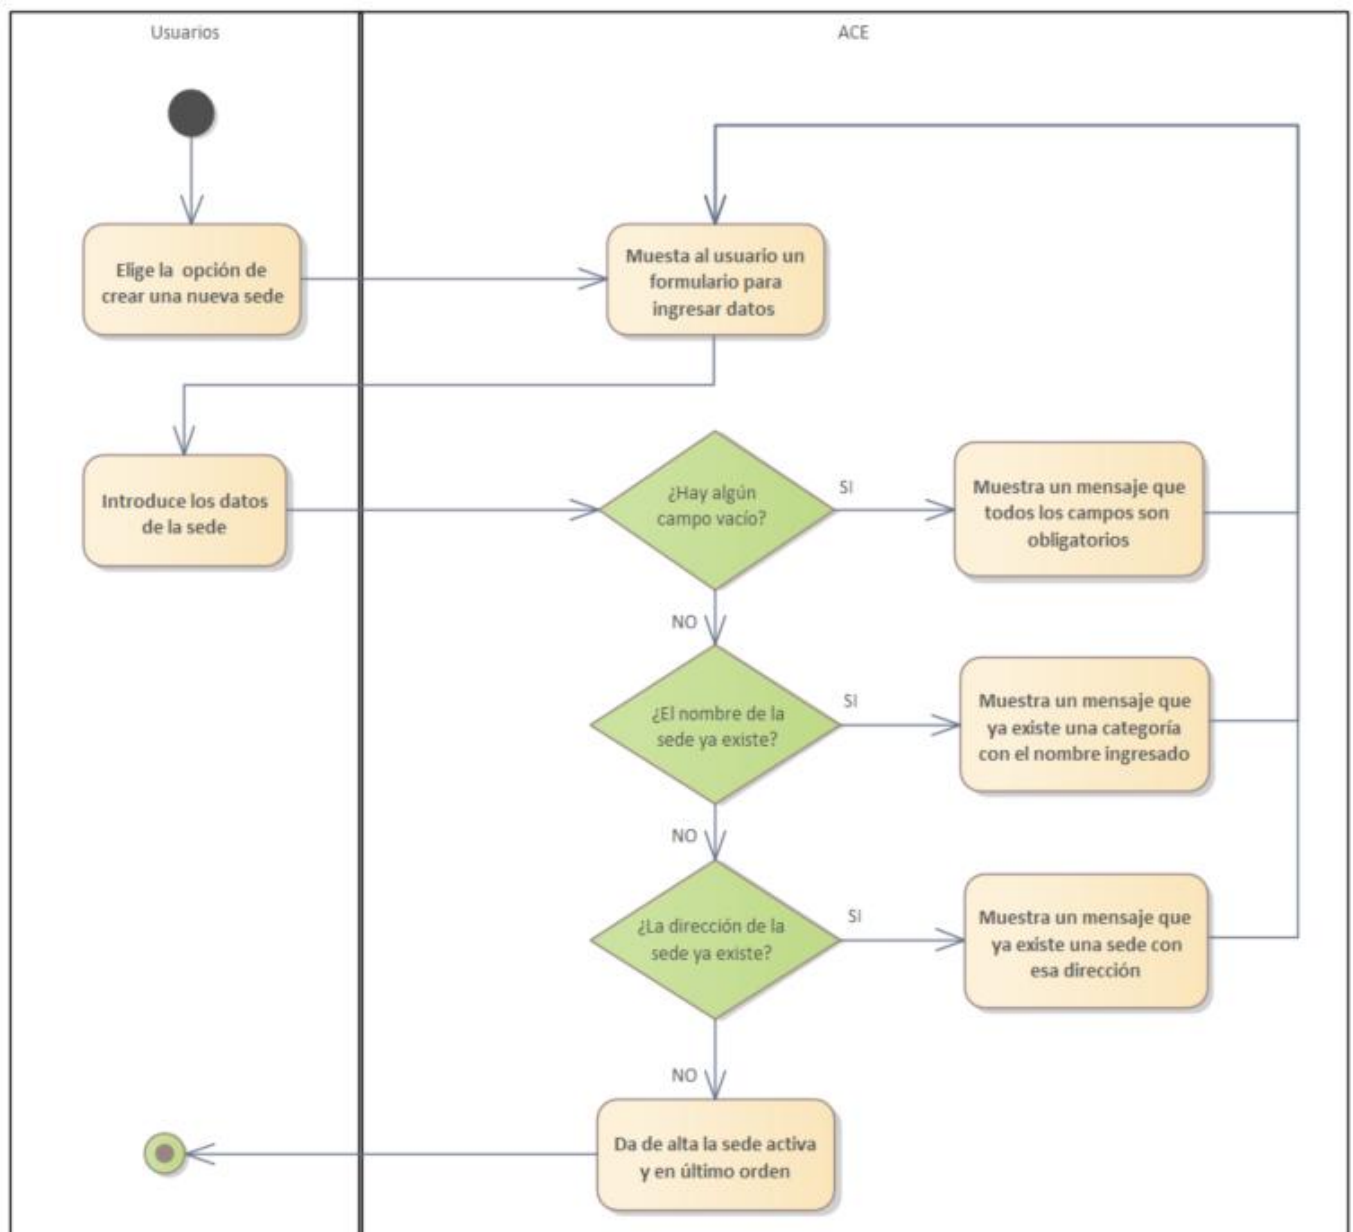 Usuarios
ACE
Elige la opción de
crear una nueva sede
Muesta al usuario un
formulario para
ingresar datos
Introduce los datos
de la sede
¿Hay algún
campo vacío?
SI
Muestra un mensaje que
todos los campos son
obligatorios
NO
¿El nombre de la
sede ya existe?
SI
Muestra un mensaje que
ya existe una categoría
con el nombre ingresado
NO
¿La dirección de la
sede ya existe?
SI
Muestra un mensaje que
ya existe una sede con
esa dirección
NO
Da de alta la sede activa
y en último orden